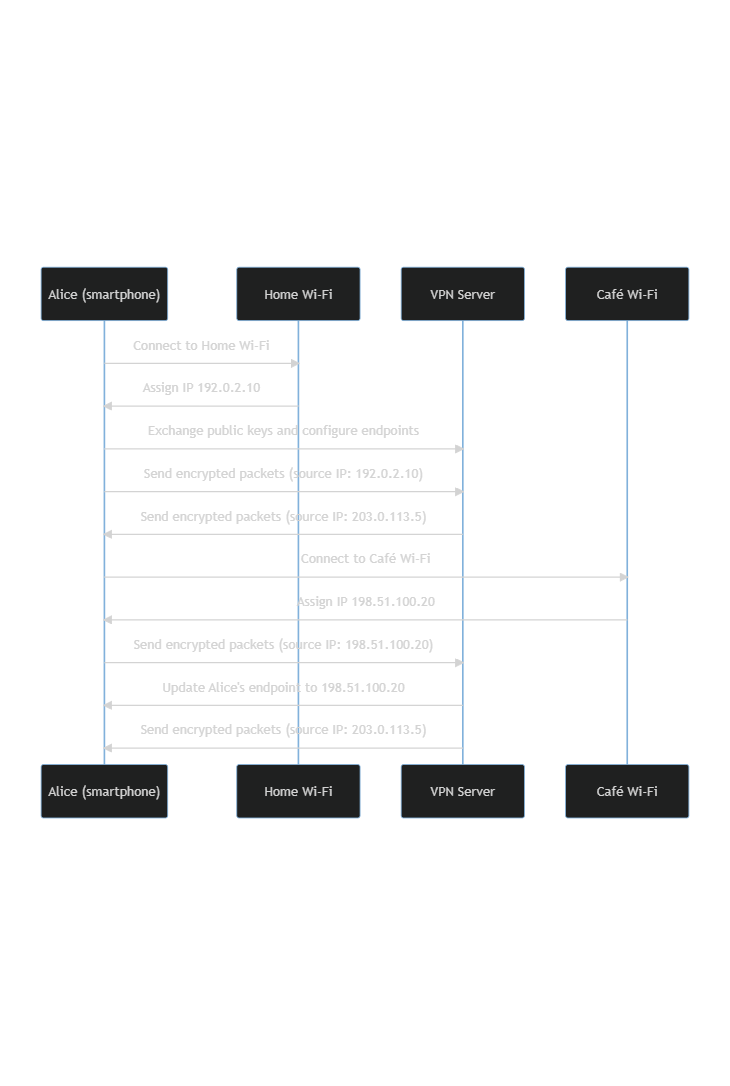 Alice (smartphone)
Home Wi-Fi
VPN Server
Café Wi-Fi
Connect to Home Wi-Fi
Assign IP 192.0.2.10
Exchange public keys and configure endpoints
Send encrypted packets (source IP: 192.0.2.10)
Send encrypted packets (source IP: 203.0.113.5)
Connect to Café Wi-Fi
Assign IP 198.51.100.20
Send encrypted packets (source IP: 198.51.100.20)
Update Alice's endpoint to 198.51.100.20
Send encrypted packets (source IP: 203.0.113.5)
Alice (smartphone)
Home Wi-Fi
VPN Server
Café Wi-Fi